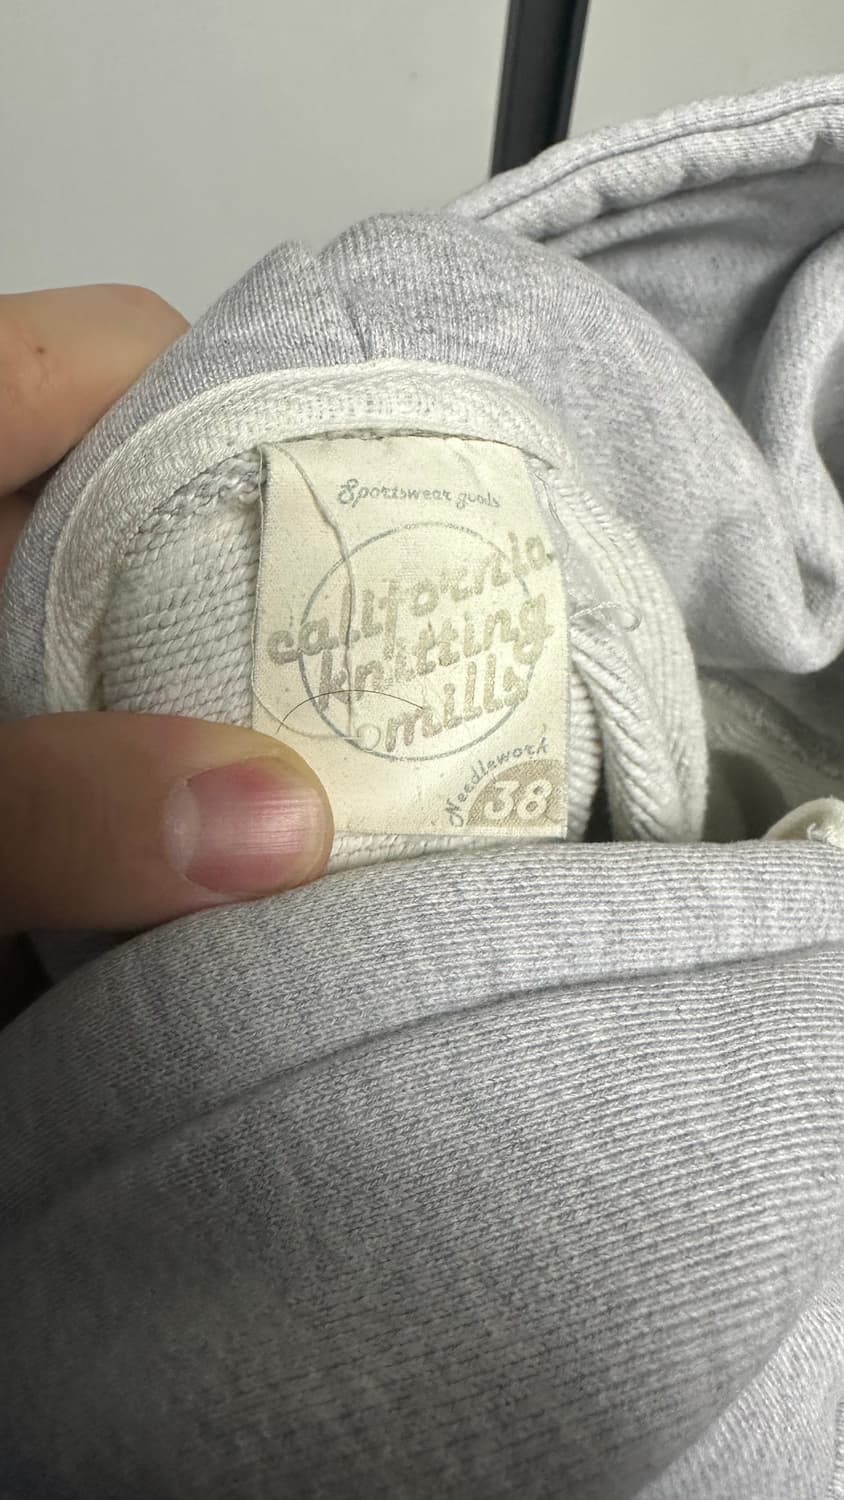 Sportswear goods
california
knitting
mills
Needlework
38